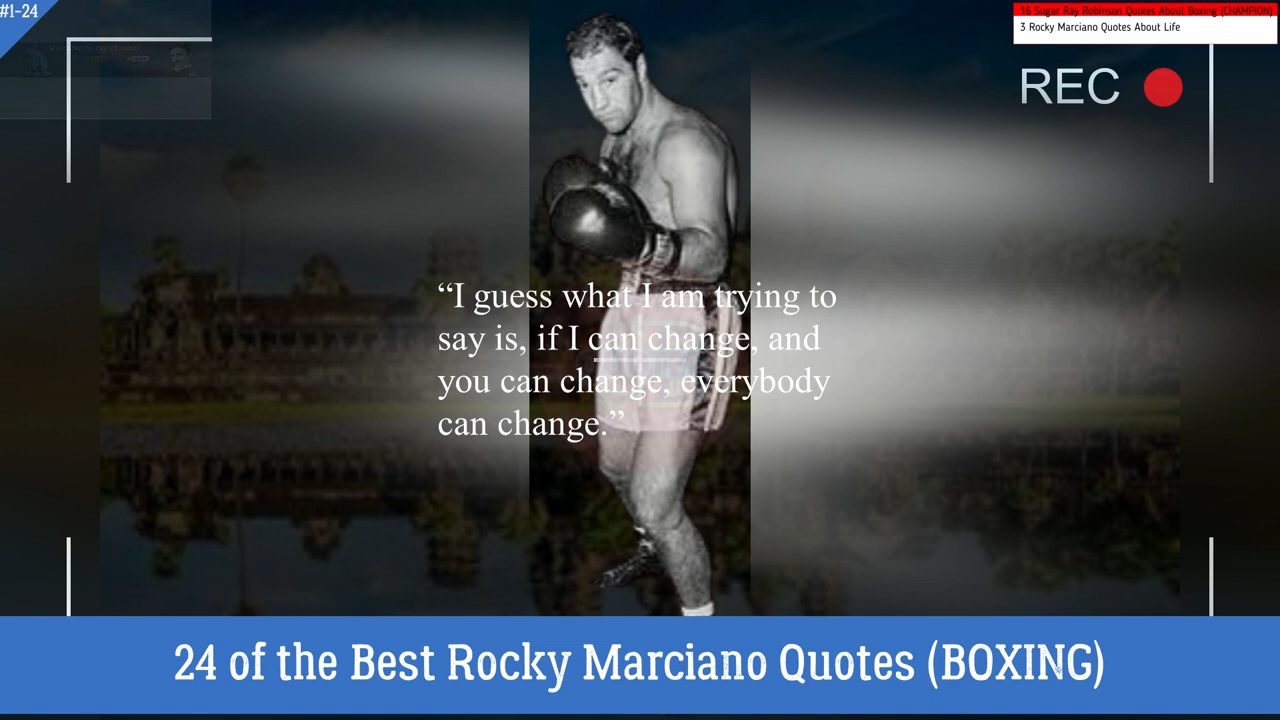 #1-24
16 Sugar Ray Robinson Quotes About Boxing (CHAMPION)
3 Rocky Marciano Quotes About Life
REC
“I guess what I am trying to
say is, if I can change, and
you can change, everybody
can change.”
24 of the Best Rocky Marciano Quotes (BOXING)